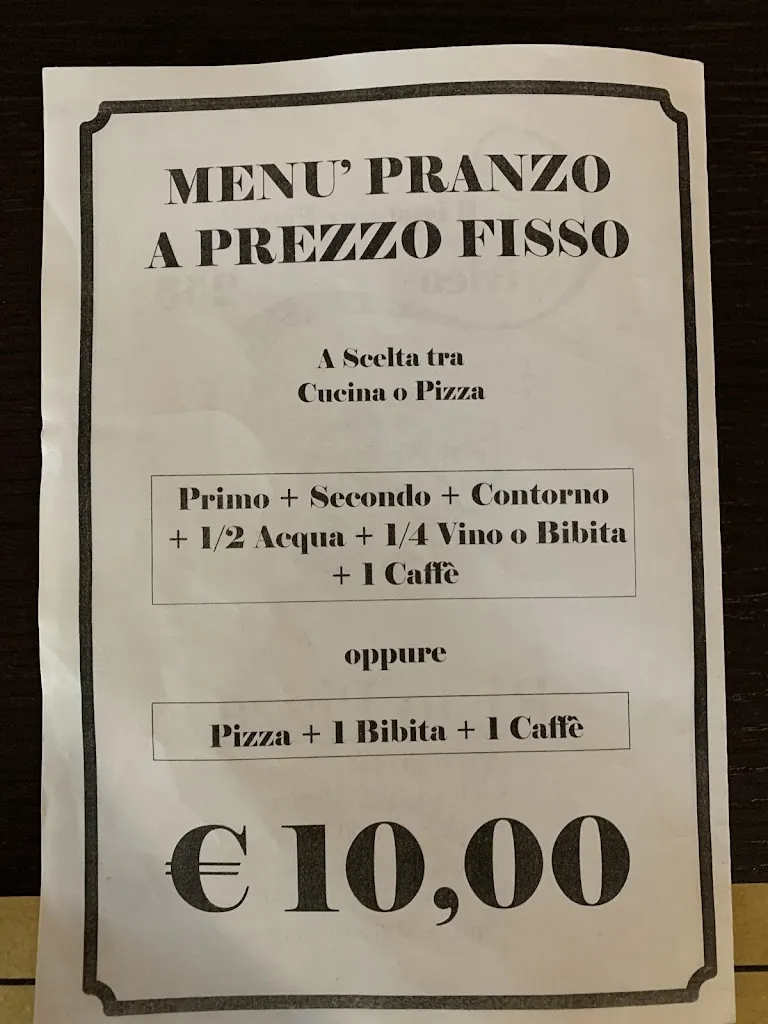 MENU' PRANZO
A PREZZO FISSO
A Scelta tra
Cucina o Pizza
Primo + Secondo + Contorno
+ 1/2 Acqua + 1/4 Vino o Bibita
+ 1 Caffè
oppure
Pizza + 1 Bibita + 1 Caffè
€ 10,00